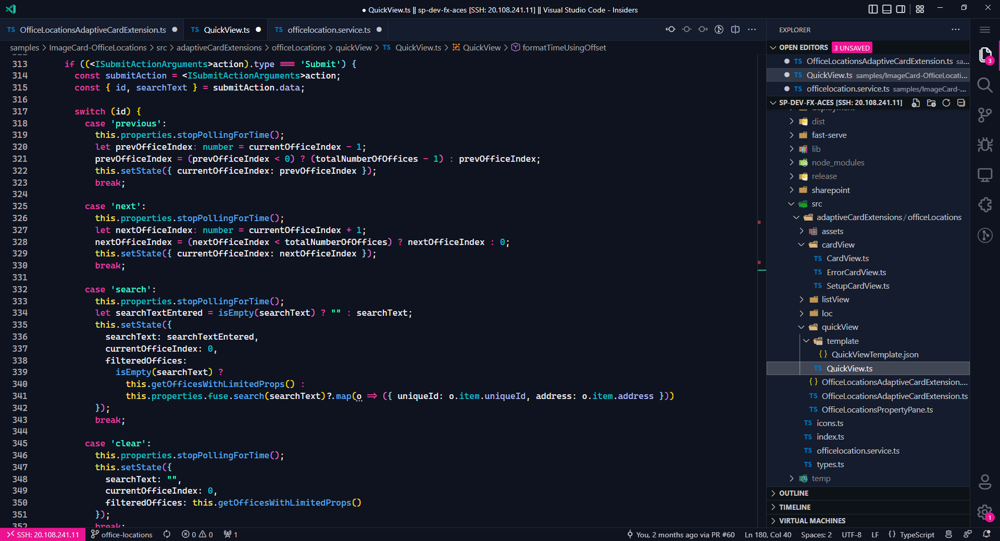 ● QuickView.ts || sp-dev-fx-aces [SSH: 20.108.241.11] || Visual Studio Code - Insiders
TS OfficeLocationsAdaptiveCardExtension.ts ●
TS QuickView.ts ●
TS officelocation.service.ts ●
samples > ImageCard-OfficeLocations > src > adaptiveCardExtensions > officeLocations > quickView > TS QuickView.ts > QuickView > formatTimeUsingOffset
313 if ((<ISubmitActionArguments>action).type === 'Submit') {
314 const submitAction = <ISubmitActionArguments>action;
315 const { id, searchText } = submitAction.data;
316
317 switch (id) {
318 case 'previous':
319 this.properties.stopPollingForTime();
320 let prevOfficeIndex: number = currentOfficeIndex - 1;
321 prevOfficeIndex = (prevOfficeIndex < 0) ? (totalNumberOfOffices - 1) : prevOfficeIndex;
322 this.setState({ currentOfficeIndex: prevOfficeIndex });
323 break;
324
325 case 'next':
326 this.properties.stopPollingForTime();
327 let nextOfficeIndex: number = currentOfficeIndex + 1;
328 nextOfficeIndex = (nextOfficeIndex < totalNumberOfOffices) ? nextOfficeIndex : 0;
329 this.setState({ currentOfficeIndex: nextOfficeIndex });
330 break;
331
332 case 'search':
333 this.properties.stopPollingForTime();
334 let searchTextEntered = isEmpty(searchText) ? "" : searchText;
335 this.setState({
336 searchText: searchTextEntered,
337 currentOfficeIndex: 0,
338 filteredOffices:
339 isEmpty(searchText) ?
340 this.getOfficesWithLimitedProps() :
341 this.properties.fuse.search(searchText)?.map(o => ({ uniqueId: o.item.uniqueId, address: o.item.address }))
342 });
343 break;
344
345 case 'clear':
346 this.properties.stopPollingForTime();
347 this.setState({
348 searchText: "",
349 currentOfficeIndex: 0,
350 filteredOffices: this.getOfficesWithLimitedProps()
351 });
352 break;
EXPLORER
OPEN EDITORS 3 UNSAVED
● TS OfficeLocationsAdaptiveCardExtension.ts sa...
● TS QuickView.ts samples/ImageCard-OfficeLocati...
● TS officelocation.service.ts samples/ImageCard-...
SP-DEV-FX-ACES [SSH: 20.108.241.11]
deployment
dist
fast-serve
lib
node_modules
release
sharepoint
src
adaptiveCardExtensions / officeLocations
assets
cardView
TS CardView.ts
TS ErrorCardView.ts
TS SetupCardView.ts
listView
loc
quickView
template
{} QuickViewTemplate.json
TS QuickView.ts
{} OfficeLocationsAdaptiveCardExtension....
TS OfficeLocationsAdaptiveCardExtension.ts
TS OfficeLocationsPropertyPane.ts
TS icons.ts
TS index.ts
TS officelocation.service.ts
TS types.ts
temp
OUTLINE
TIMELINE
VIRTUAL MACHINES
3
1
SSH: 20.108.241.11 office-locations 0 0 1
You, 2 months ago via PR #60 Ln 180, Col 40 Spaces: 2 UTF-8 LF {} TypeScript